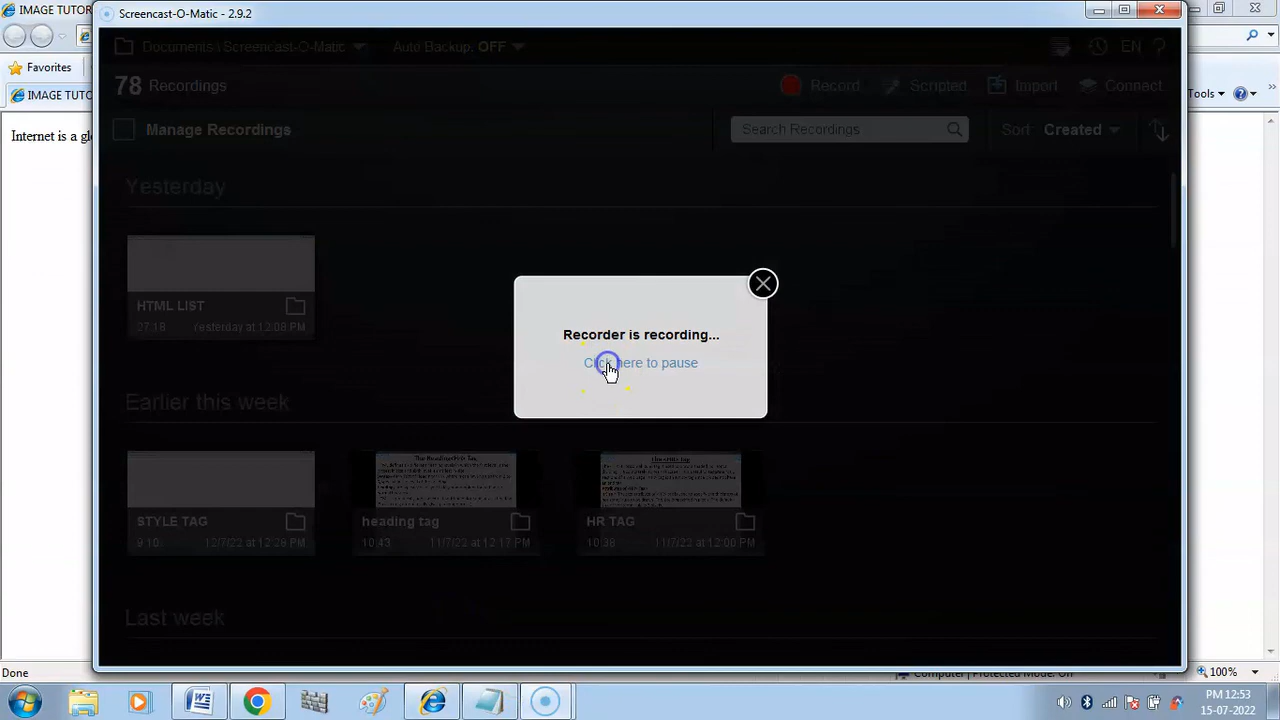 IMAGE TUTOR
Screencast-O-Matic - 2.9.2
Documents \ Screencast-O-Matic
Auto Backup: OFF
EN ?
Favorites
78 Recordings
Record
Scripted
Import
Connect
IMAGE TUTO
Tools
Manage Recordings
Search Recordings
Sort: Created
Internet is a gl
Yesterday
HTML LIST
27:18 yesterday at 12:08 PM
Recorder is recording...
Click here to pause
Earlier this week
STYLE TAG
9:10 12/7/22 at 12:29 PM
heading tag
10:43 11/7/22 at 12:17 PM
HR TAG
10:38 11/7/22 at 12:00 PM
Last week
Done
Computer | Protected Mode: Off
100%
PM 12:53
15-07-2022